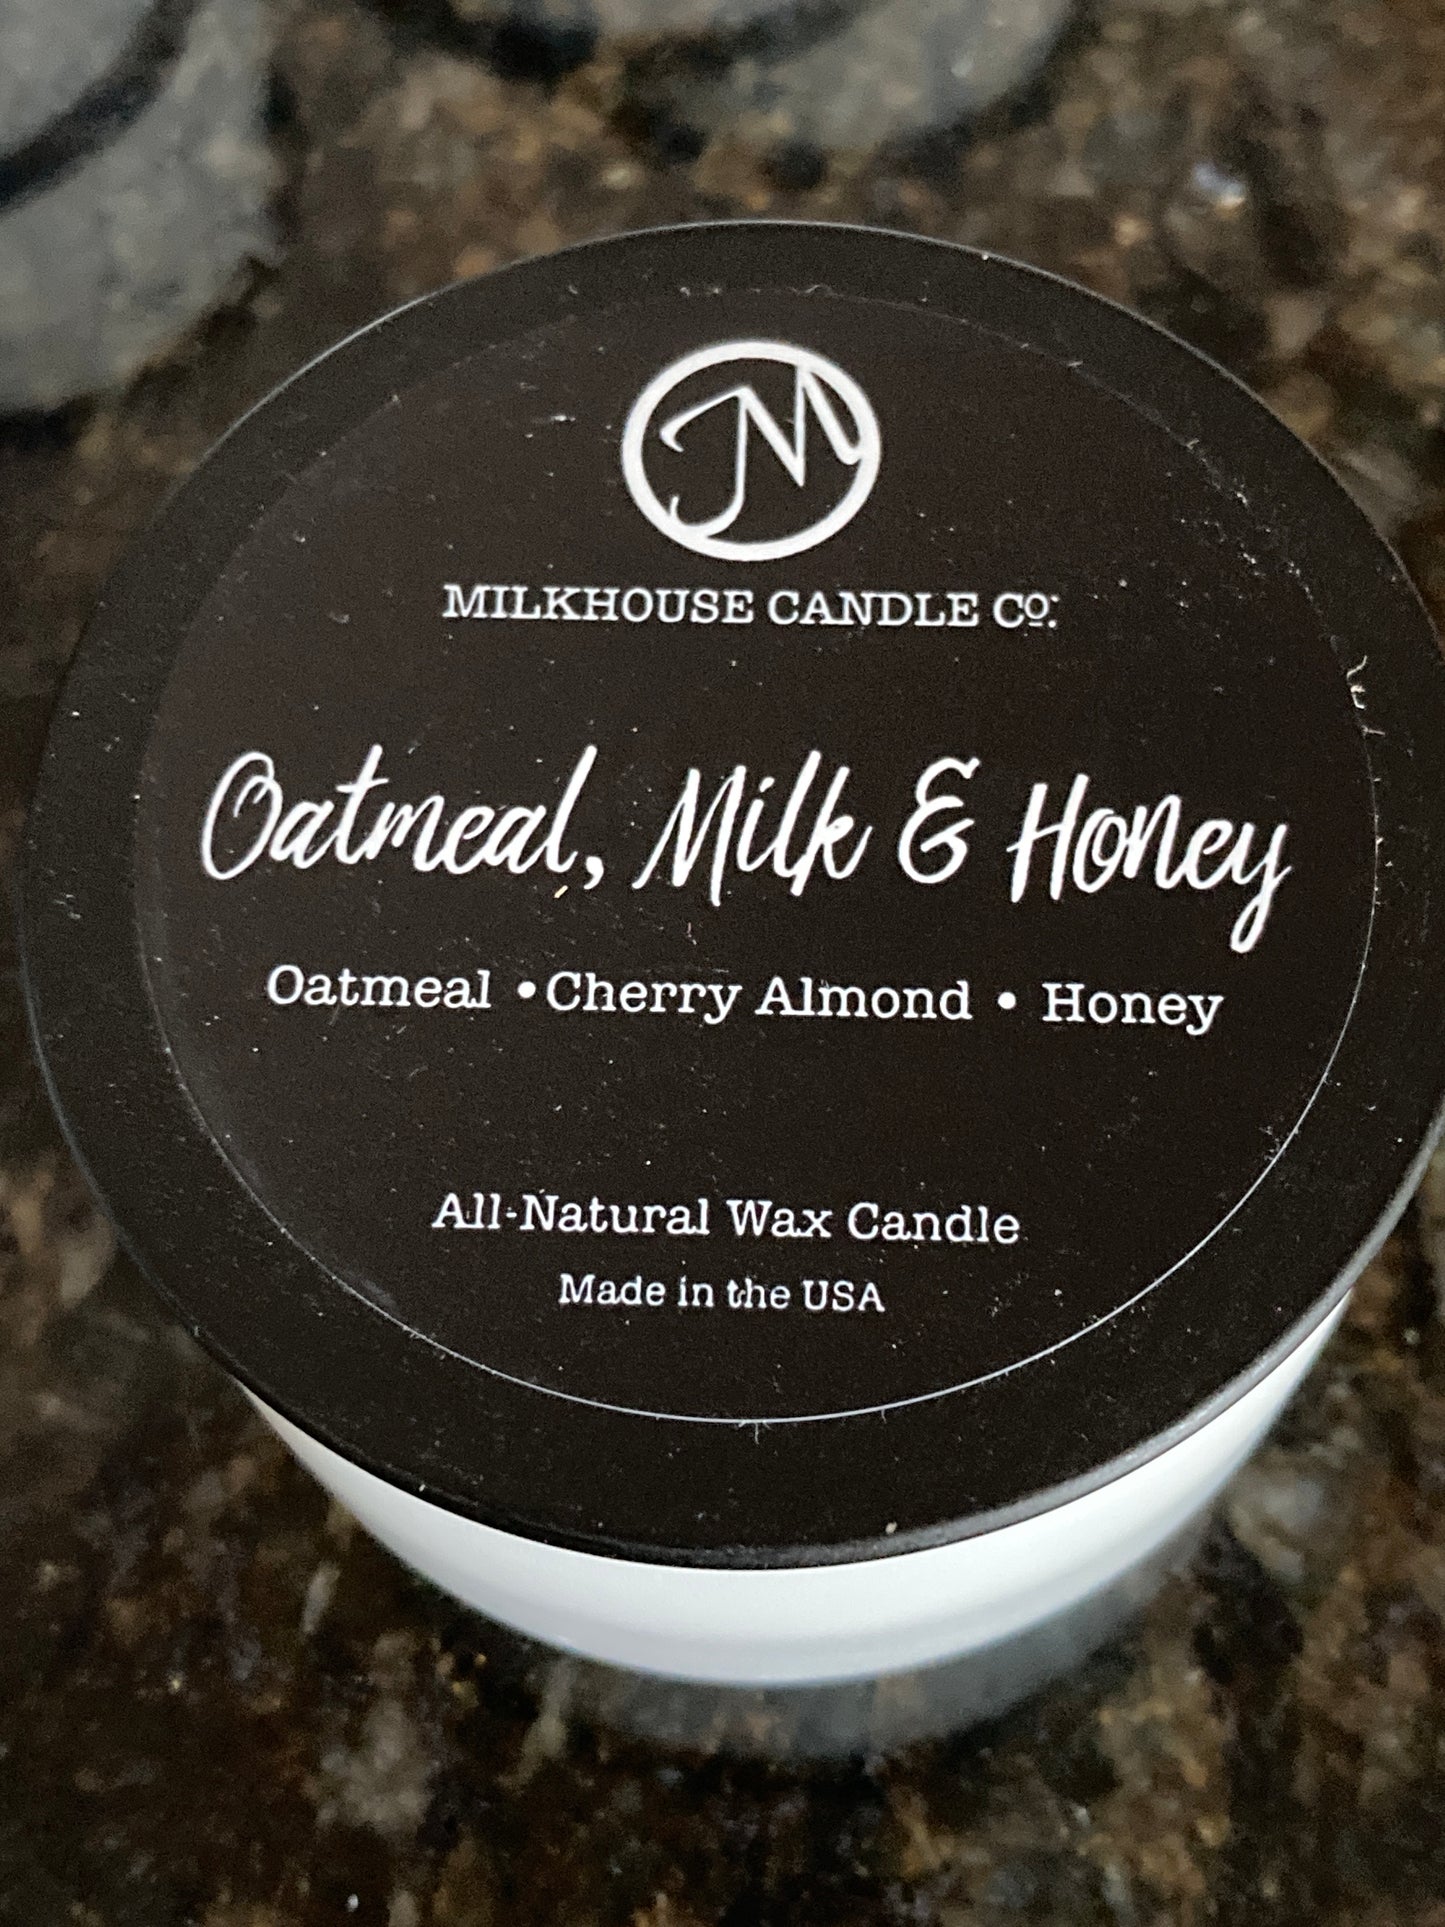 M
MILKHOUSE CANDLE Co.
Oatmeal, Milk & Honey
Oatmeal • Cherry Almond • Honey
All-Natural Wax Candle
Made in the USA